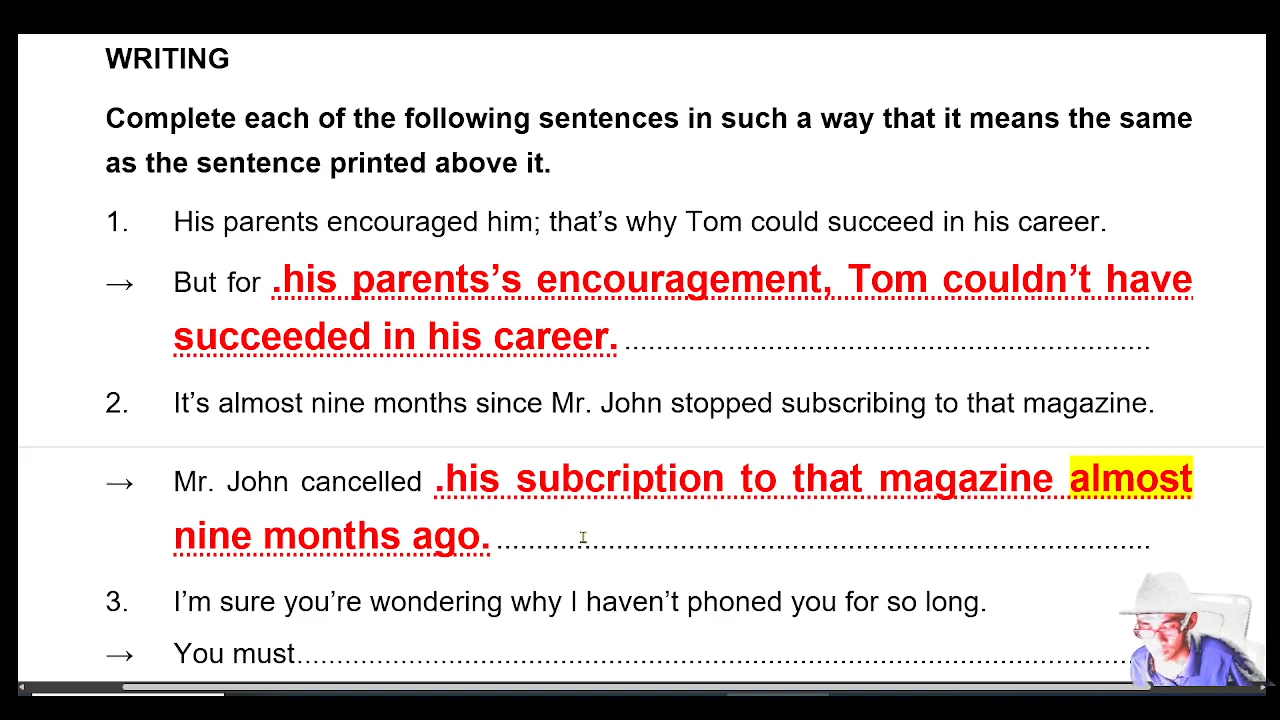 WRITING
Complete each of the following sentences in such a way that it means the same
as the sentence printed above it.
1. His parents encouraged him; that’s why Tom could succeed in his career.
→ But for .his parents’s encouragement, Tom couldn’t have
succeeded in his career. ..................................................................
2. It’s almost nine months since Mr. John stopped subscribing to that magazine.
→ Mr. John cancelled .his subcription to that magazine almost
nine months ago. ..................................................................................
3. I’m sure you’re wondering why I haven’t phoned you for so long.
→ You must.........................................................................................................